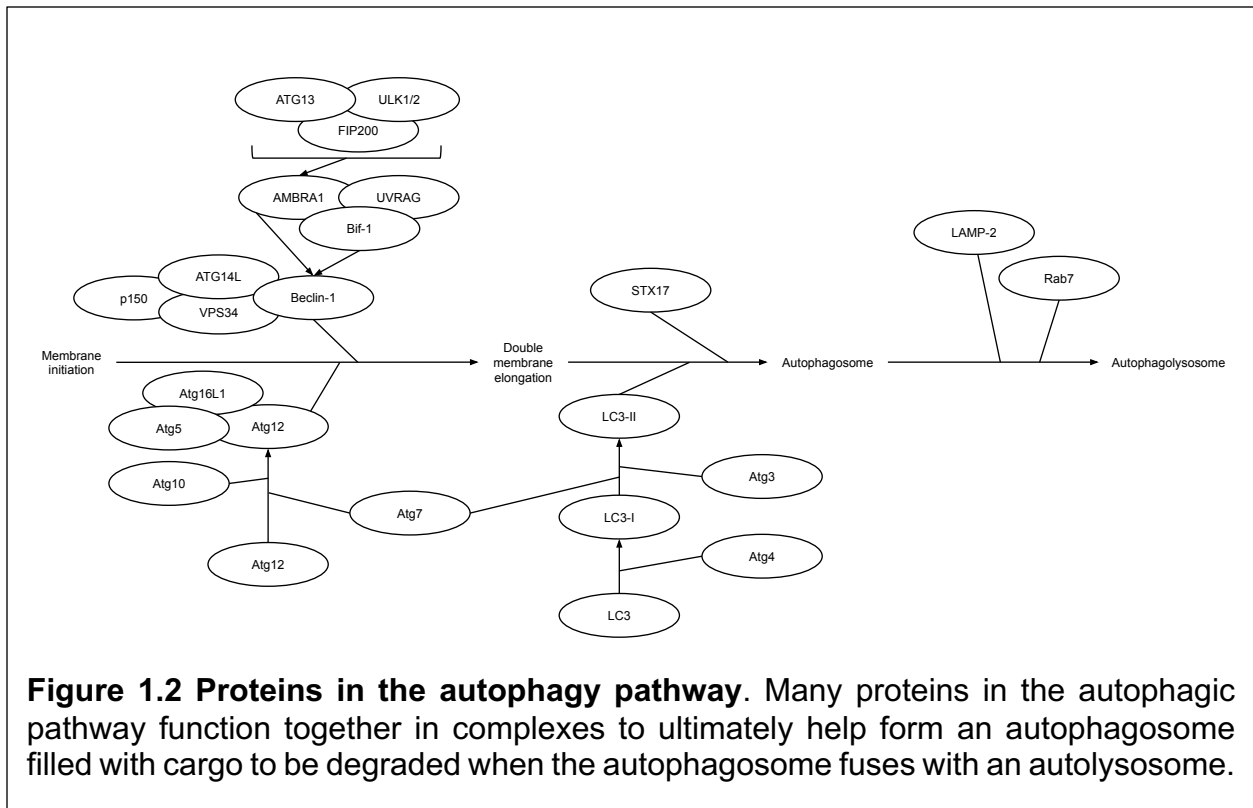 ATG13
ULK1/2
FIP200
AMBRA1
UVRAG
Bif-1
ATG14L
p150
Beclin-1
VPS34
LAMP-2
Rab7
STX17
Membrane
initiation
Double
membrane
elongation
Autophagosome
Autophagolysosome
Atg16L1
Atg5
Atg12
LC3-II
Atg10
Atg3
Atg7
LC3-I
Atg12
Atg4
LC3
Figure 1.2 Proteins in the autophagy pathway. Many proteins in the autophagic
pathway function together in complexes to ultimately help form an autophagosome
filled with cargo to be degraded when the autophagosome fuses with an autolysosome.